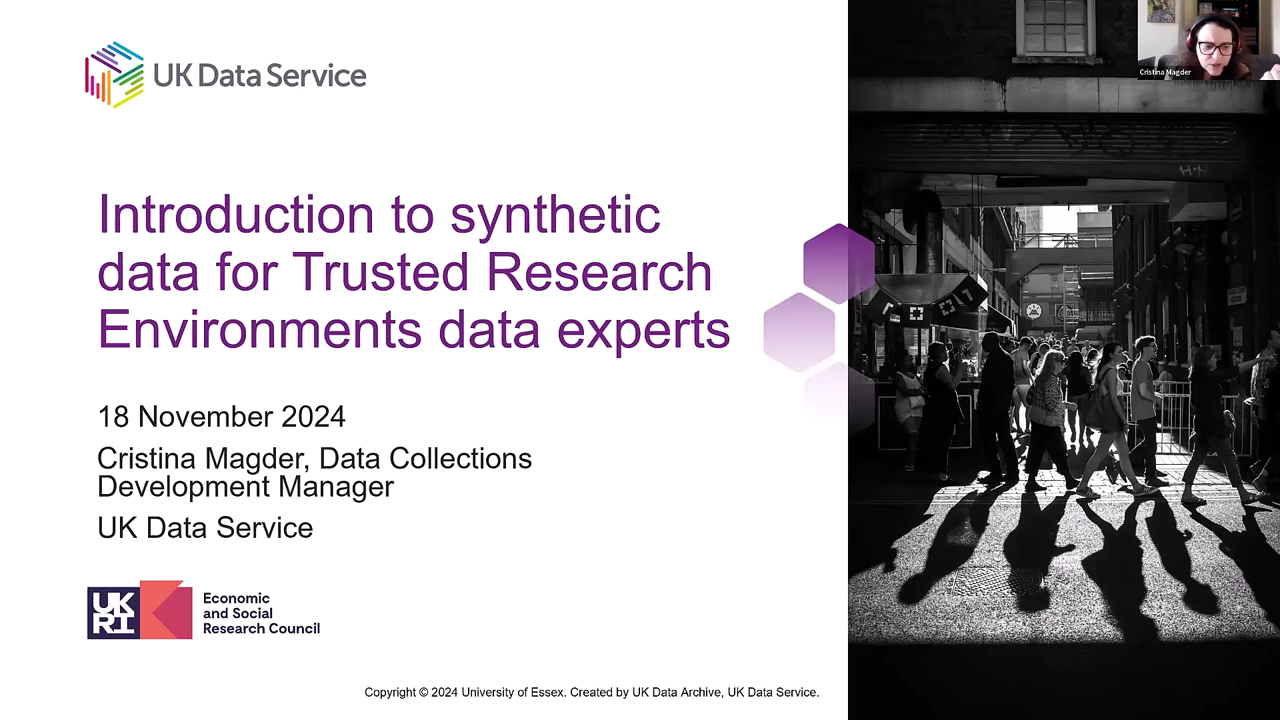 UK Data Service
Cristina Magder
Introduction to synthetic
data for Trusted Research
Environments data experts
18 November 2024
Cristina Magder, Data Collections
Development Manager
UK Data Service
UK
RI
Economic
and Social
Research Council
Copyright © 2024 University of Essex. Created by UK Data Archive, UK Data Service.